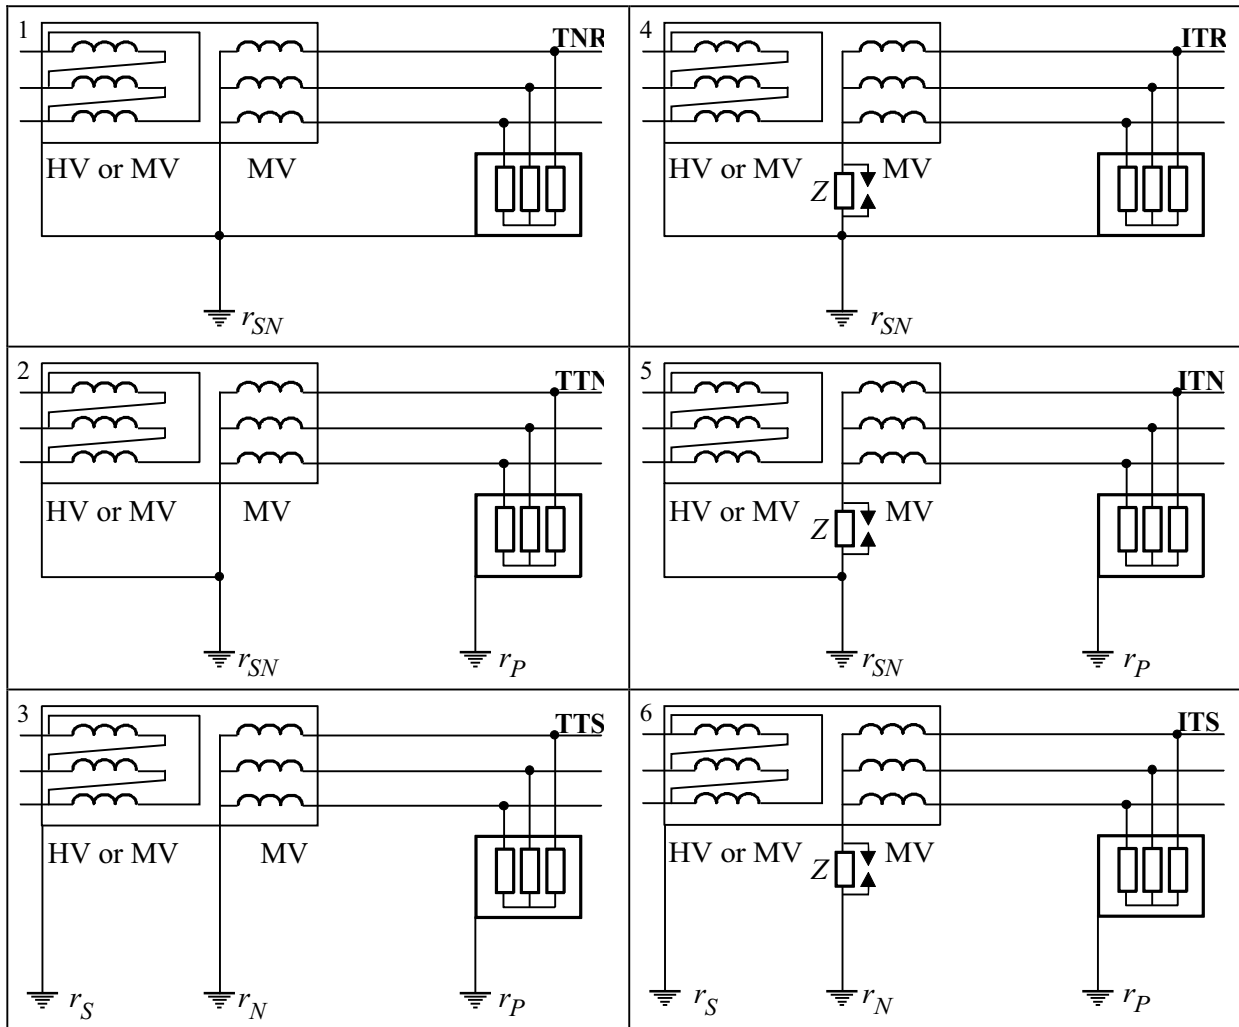 1
TNR
HV or MV
MV
r_SN
4
ITR
HV or MV
MV
Z
r_SN
2
TTN
HV or MV
MV
r_SN
r_P
5
ITN
HV or MV
MV
Z
r_SN
r_P
3
TTS
HV or MV
MV
r_S
r_N
r_P
6
ITS
HV or MV
MV
Z
r_S
r_N
r_P